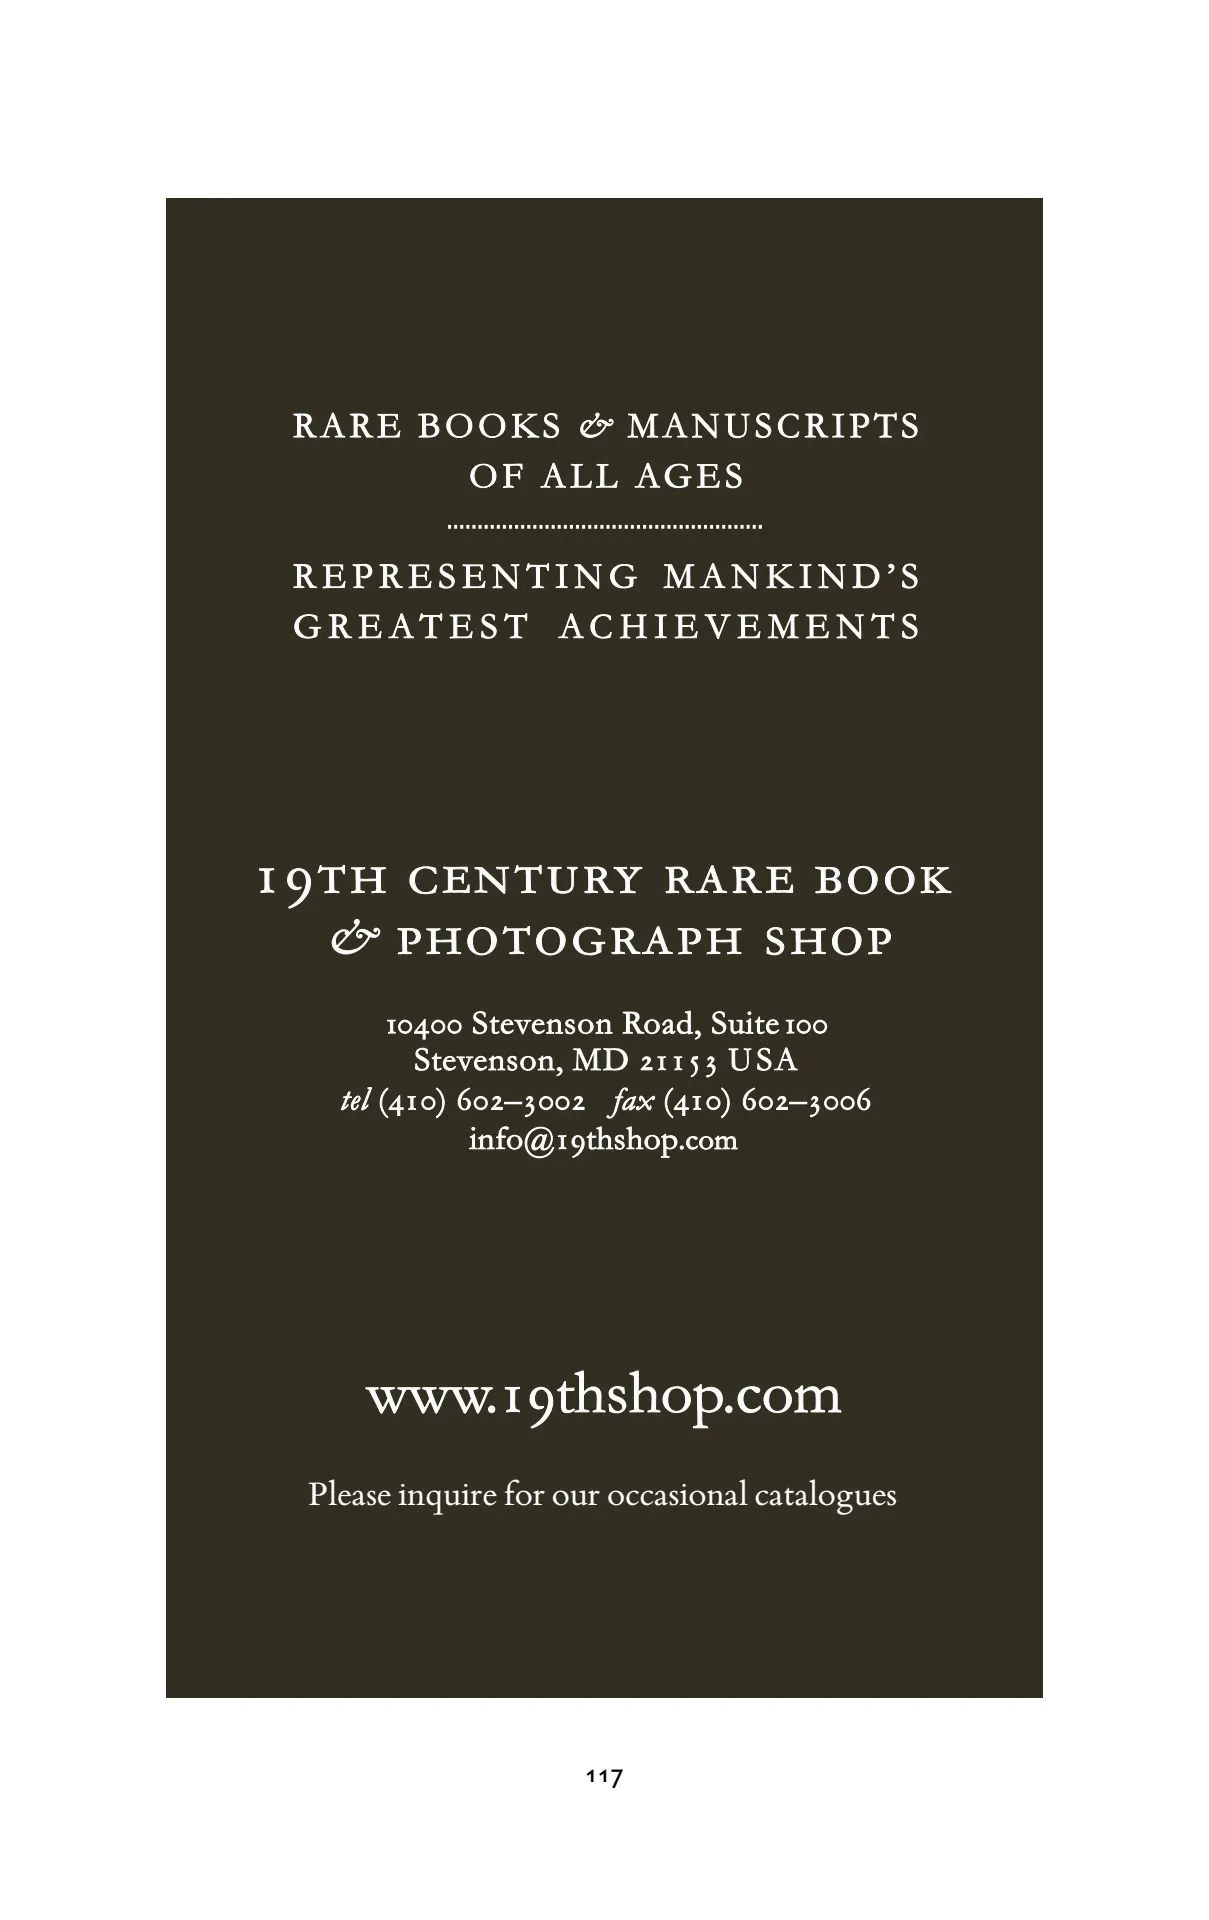 RARE BOOKS & MANUSCRIPTS
OF ALL AGES
REPRESENTING MANKIND’S
GREATEST ACHIEVEMENTS
19TH CENTURY RARE BOOK
& PHOTOGRAPH SHOP
10400 Stevenson Road, Suite 100
Stevenson, MD 21153 USA
tel (410) 602–3002 fax (410) 602–3006
info@19thshop.com
www.19thshop.com
Please inquire for our occasional catalogues
117